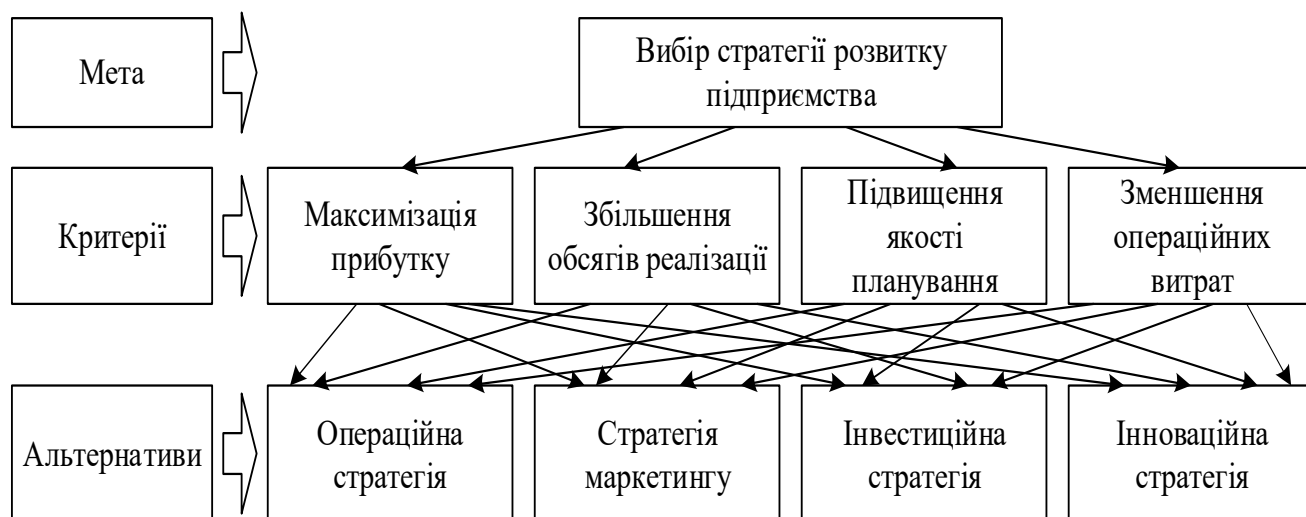 Мета
Вибір стратегії розвитку
підприємства
Критерії
Максимізація
прибутку
Збільшення
обсягів реалізації
Підвищення
якості
планування
Зменшення
операційних
витрат
Альтернативи
Операційна
стратегія
Стратегія
маркетингу
Інвестиційна
стратегія
Інноваційна
стратегія